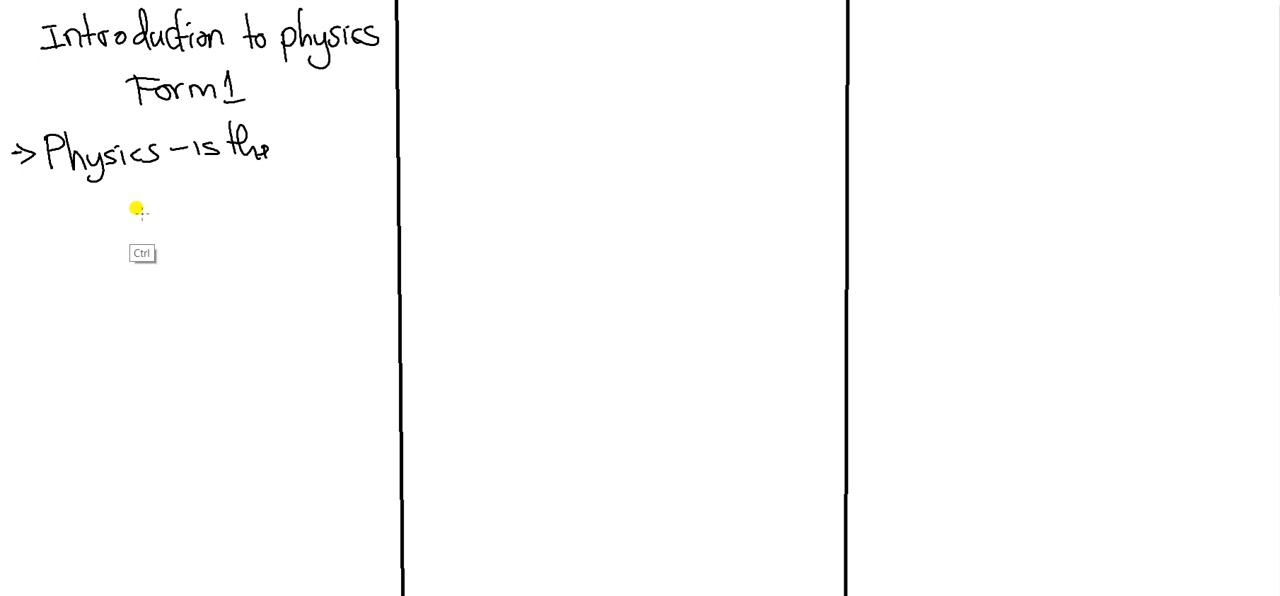 Introduction to physics
Form 1
-> Physics - is the
Ctrl